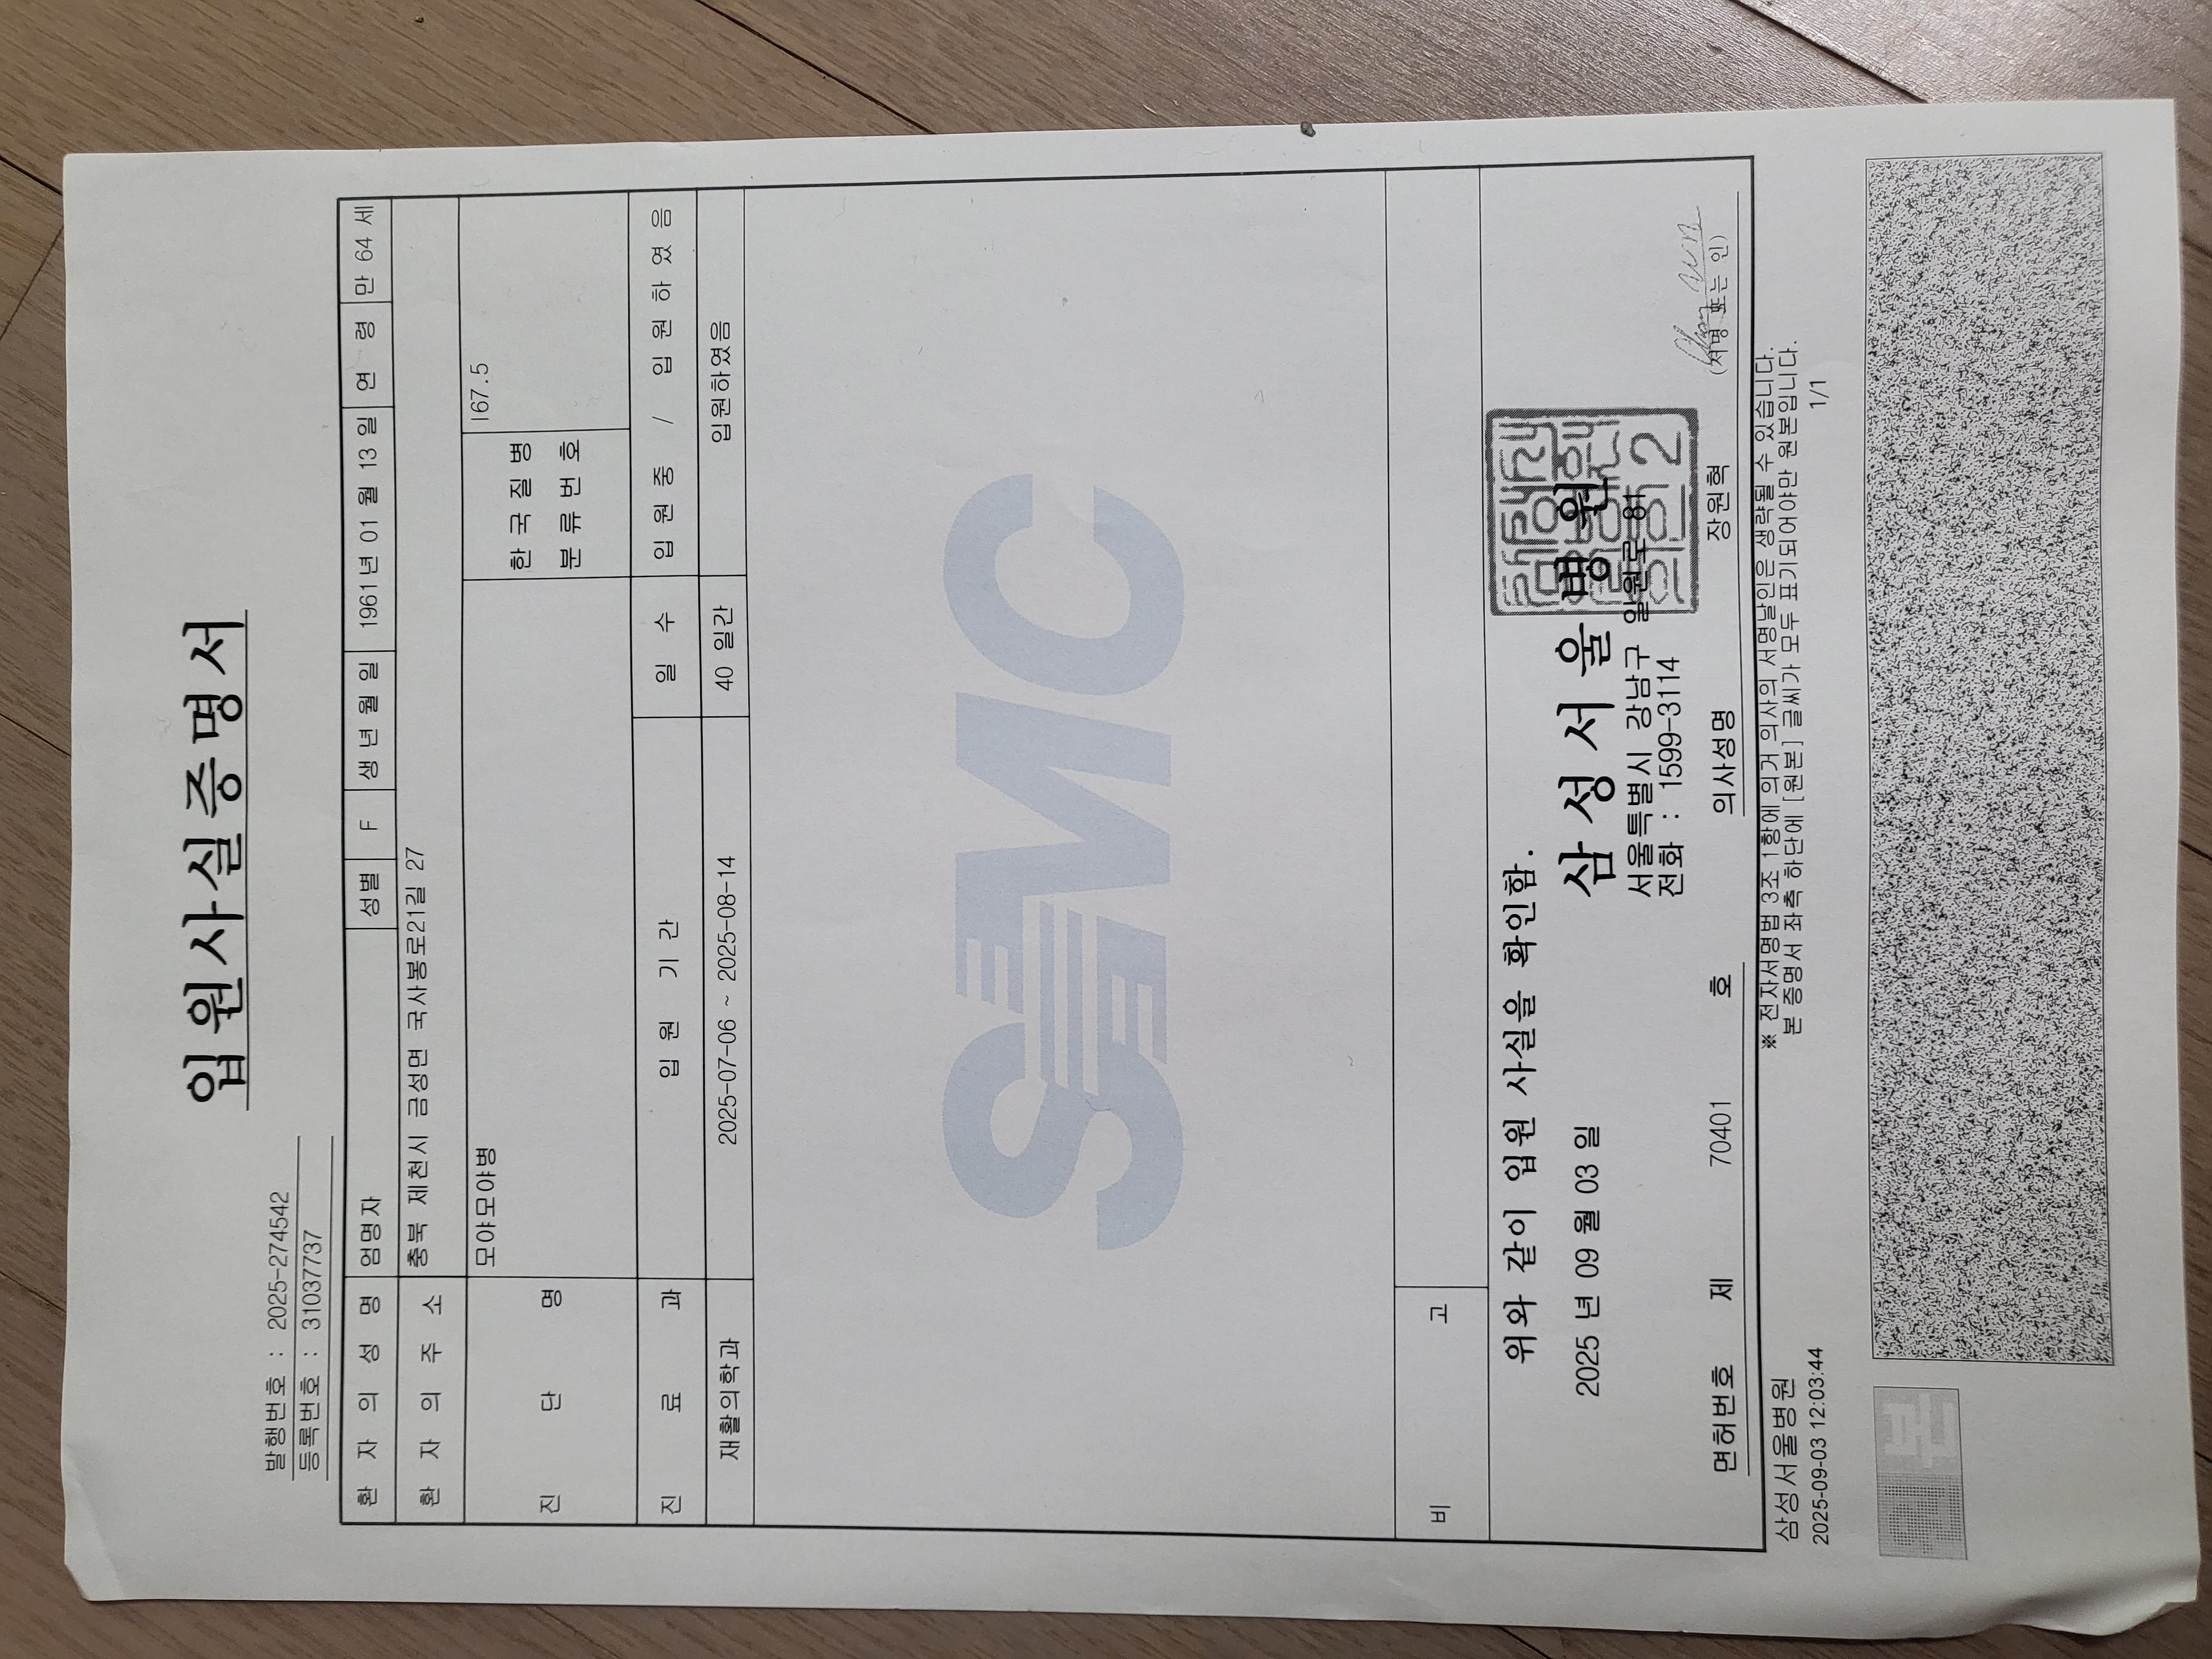 입원사실증명서
발행번호 : 2025-2274542
등록번호 : 31037737
환 자 의 성 명 엄명자 성별 F 생 년 월 일 1961년 01 월 13 일 연 령 만 64 세
환 자 의 주 소 충북 제천시 금성면 국사봉로21길 27
진 단 명 모야모야병 한 국 질 병 분 류 번 호 I67.5
진 료 과 입 원 기 간 일 수 입 원 중 / 입 원 하 였 음
재활의학과 2025-07-06 ~ 2025-08-14 40 일간 입원하였음
SMC
비 고
위와 같이 입원 사실을 확인함.
2025 년 09 월 03 일
삼 성 서 울 병 원
서울특별시 강남구 일원로 81
전화 : 1599-3114
면허번호 제 70401 호 의사성명 장원혁 (서명 또는 인)
※ 전자서명법 3조 1항에 의거 의사의 서명날인은 생략될 수 있습니다.
본 증명서 좌측 하단에 [원본] 글씨가 모두 표기되어야만 원본입니다.
삼성서울병원
2025-09-03 12:03:44
1/1
원본